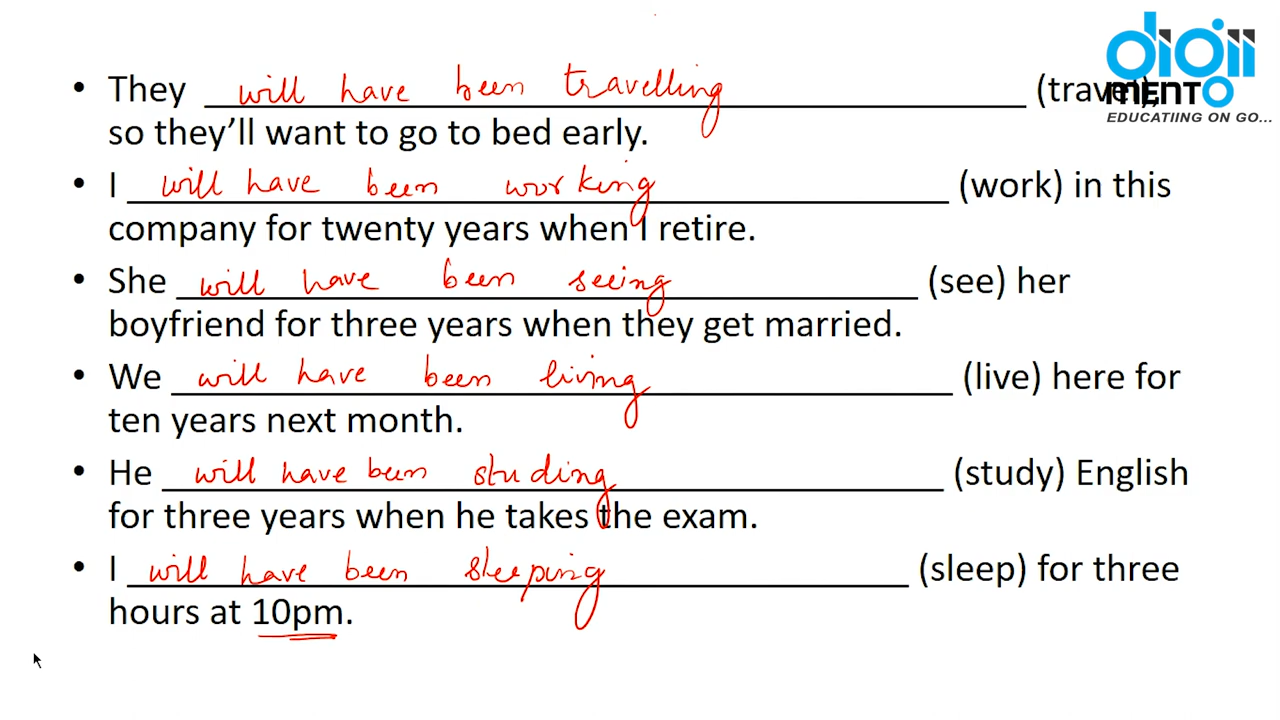 digii
MENTO
EDUCATIING ON GO...
• They will have been travelling (travel),
so they'll want to go to bed early.
• I will have been working (work) in this
company for twenty years when I retire.
• She will have been seeing (see) her
boyfriend for three years when they get married.
• We will have been living (live) here for
ten years next month.
• He will have been studing (study) English
for three years when he takes the exam.
• I will have been sleeping (sleep) for three
hours at 10pm.